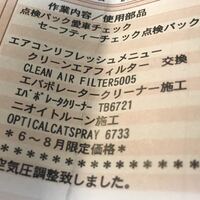 作業内容／使用部品
点検パック愛車チェック
セーフティーチェック点検パック
エアコンリフレッシュメニュー
クリーンエアフィルター 交換
CLEAN AIR FILTER5005
エバポレータークリーナー施工
エバポレータクリーナ TB6721
ニオイトルーン施工
OPTICALCATSPRAY 6733
*6～8月限定価格*
空気圧調整致しました。